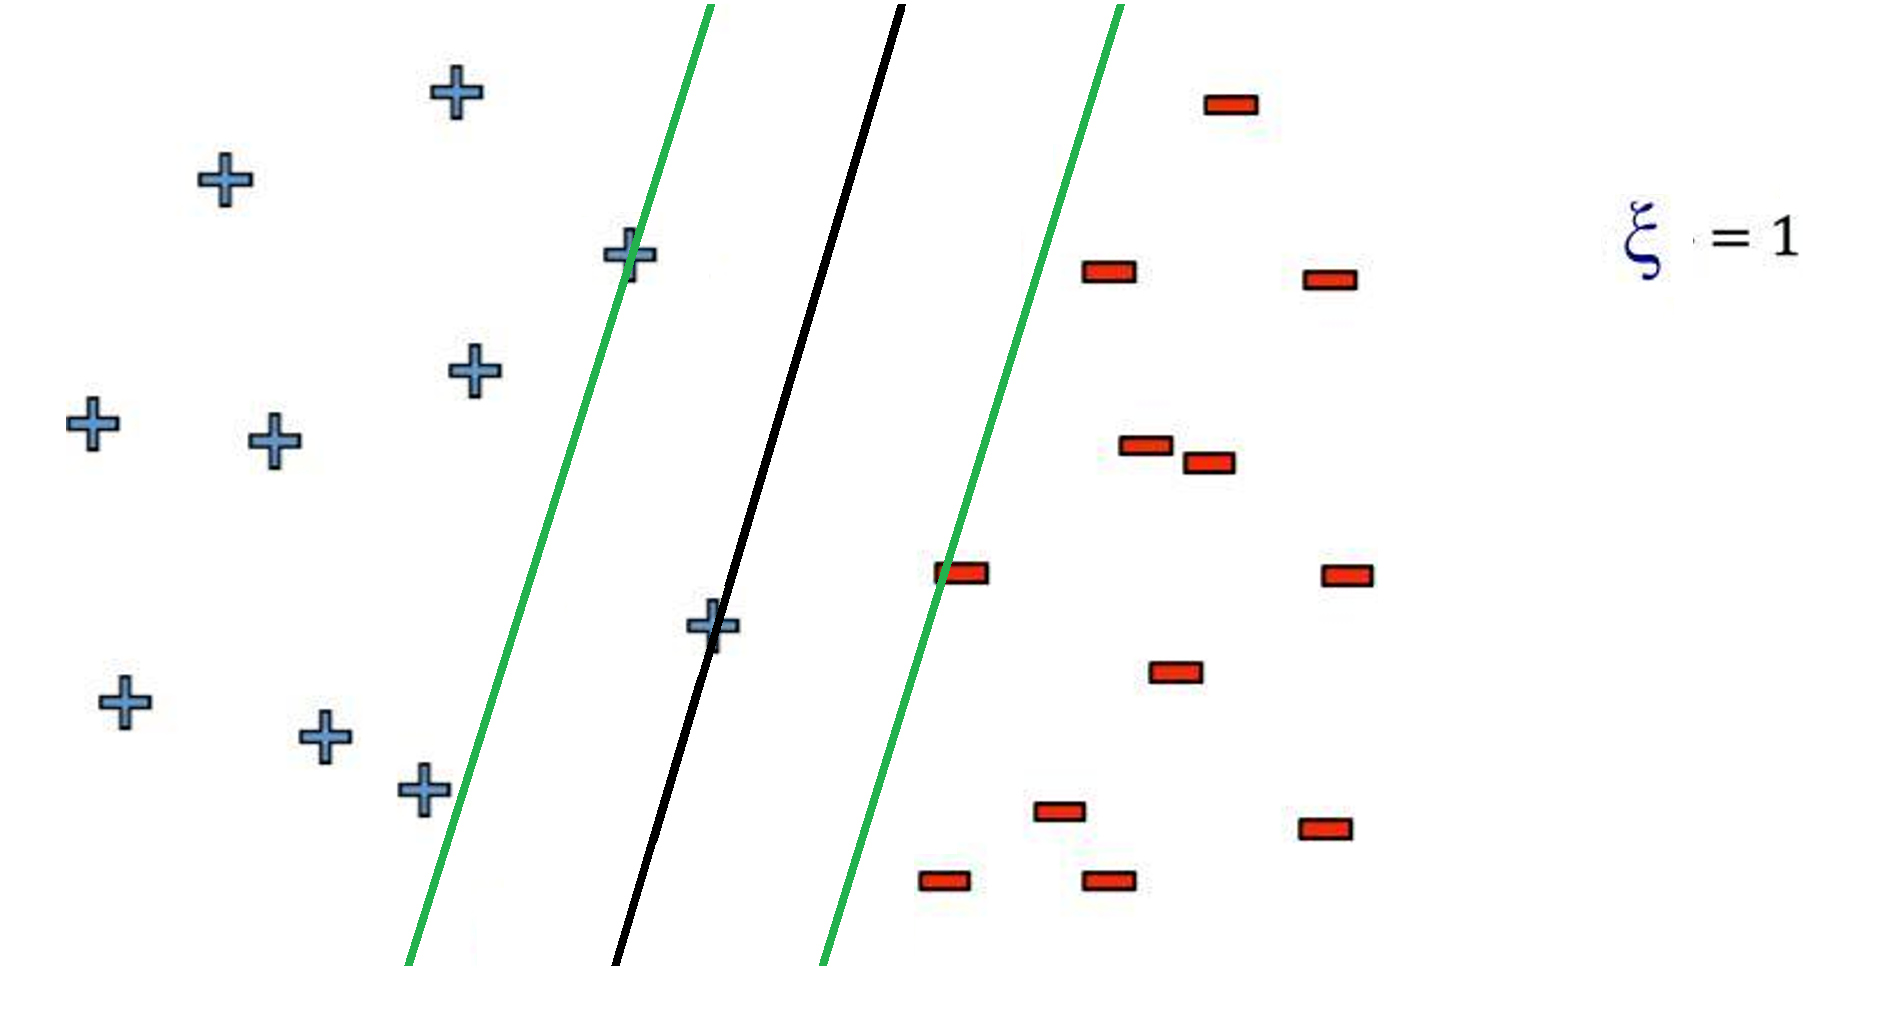 ξ = 1